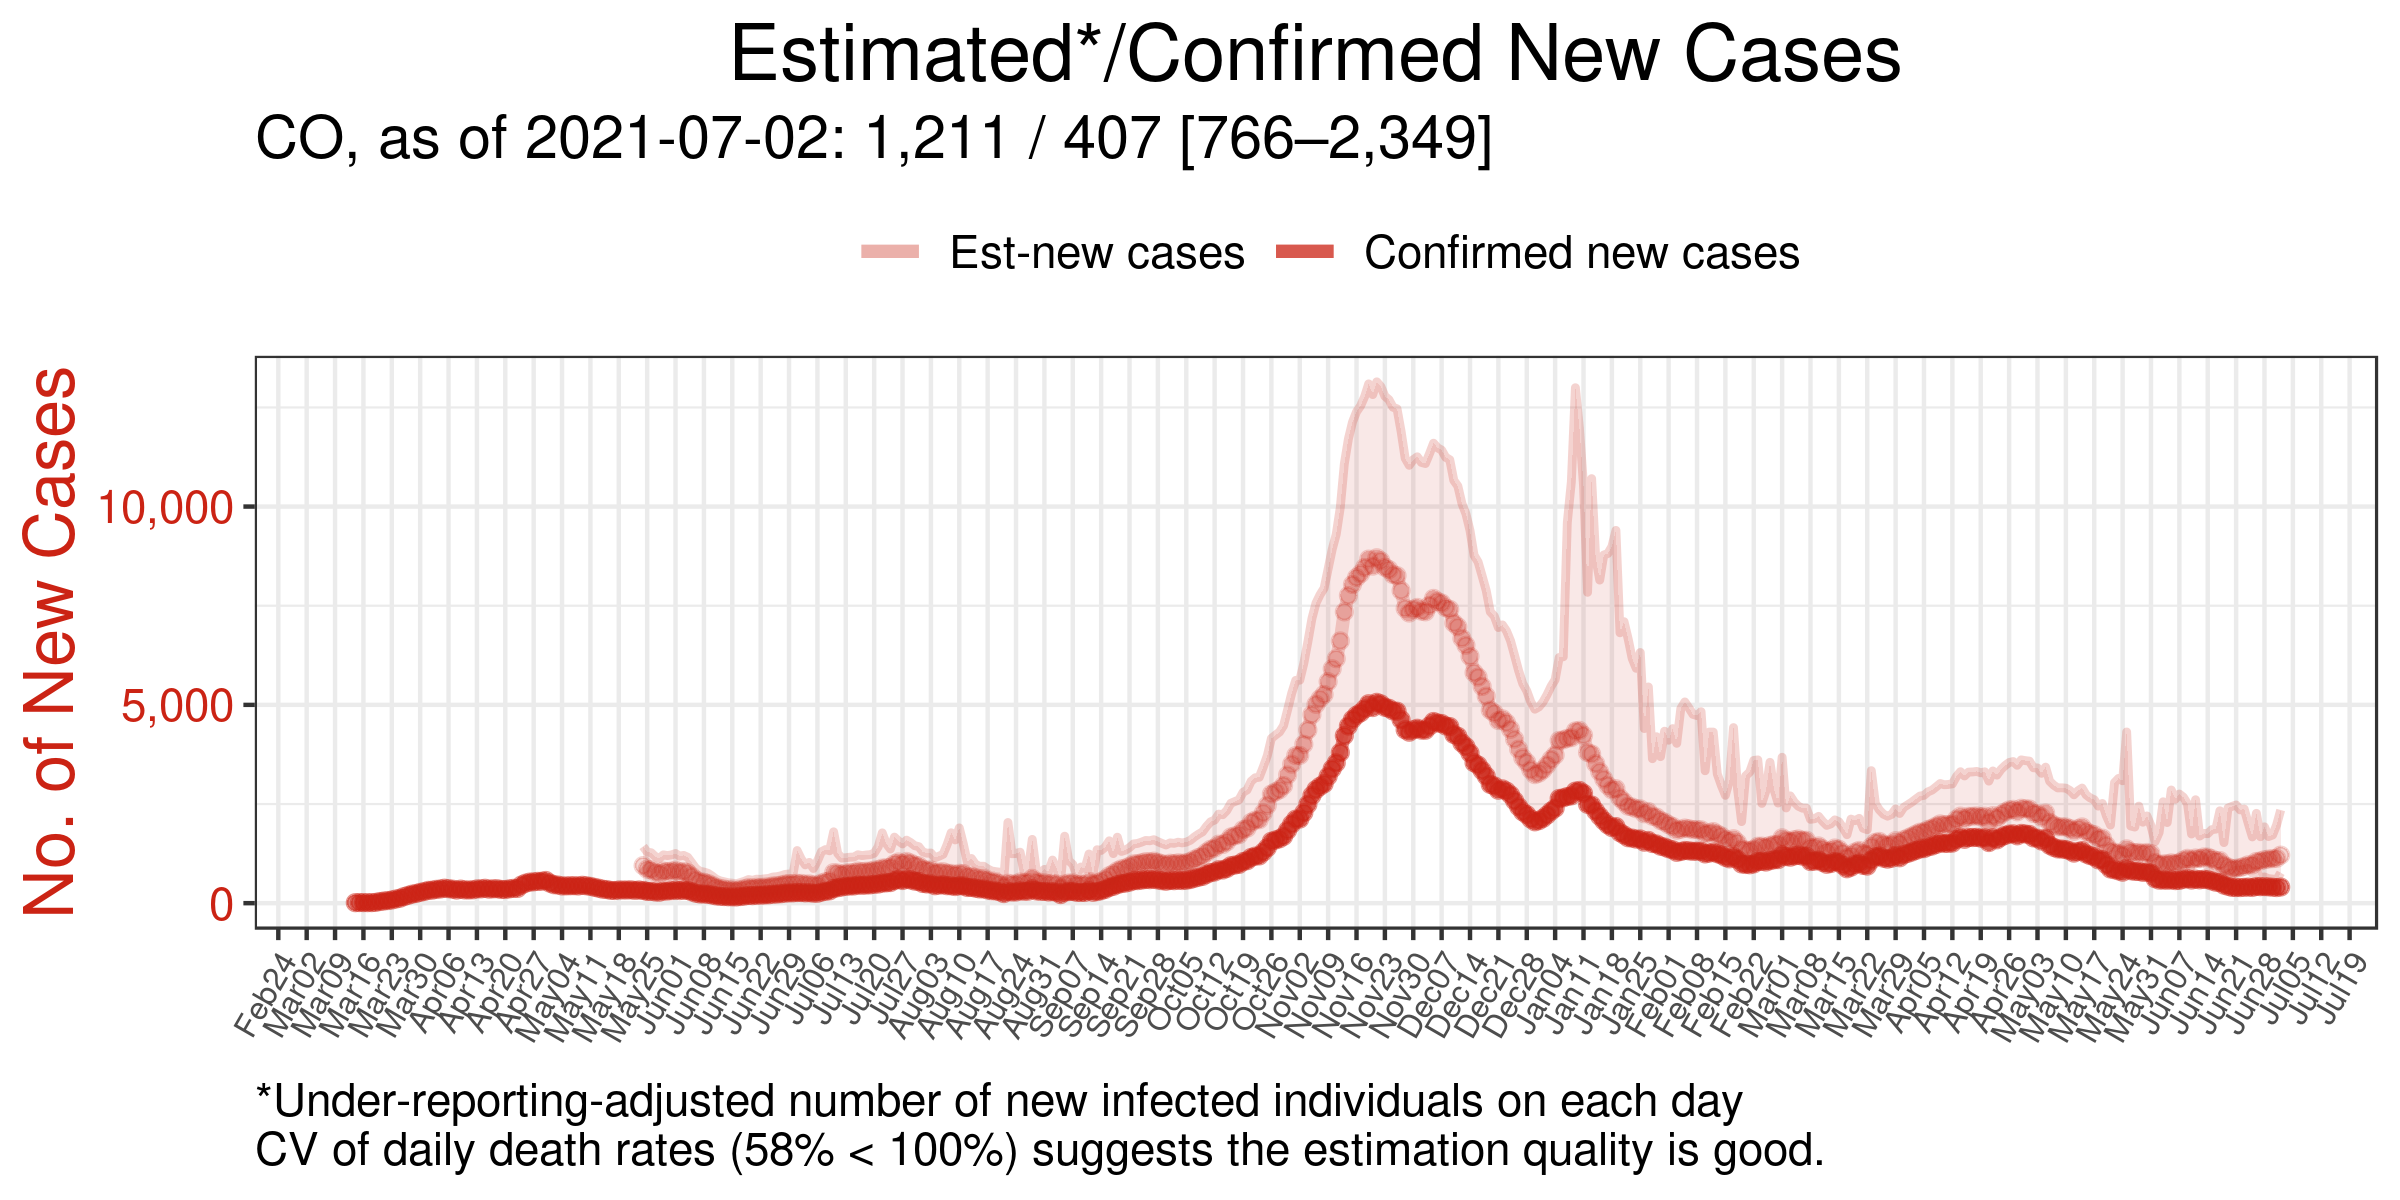 Estimated*/Confirmed New Cases
CO, as of 2021-07-02: 1,211 / 407 [766–2,349]
Est-new cases Confirmed new cases
No. of New Cases
10,000
5,000
0
Feb24 Mar02 Mar09 Mar16 Mar23 Mar30 Apr06 Apr13 Apr20 Apr27 May04 May11 May18 May25 Jun01 Jun08 Jun15 Jun22 Jun29 Jul06 Jul13 Jul20 Jul27 Aug03 Aug10 Aug17 Aug24 Aug31 Sep07 Sep14 Sep21 Sep28 Oct05 Oct12 Oct19 Oct26 Nov02 Nov09 Nov16 Nov23 Nov30 Dec07 Dec14 Dec21 Dec28 Jan04 Jan11 Jan18 Jan25 Feb01 Feb08 Feb15 Feb22 Mar01 Mar08 Mar15 Mar22 Mar29 Apr05 Apr12 Apr19 Apr26 May03 May10 May17 May24 May31 Jun07 Jun14 Jun21 Jun28 Jul05 Jul12 Jul19
*Under-reporting-adjusted number of new infected individuals on each day
CV of daily death rates (58% < 100%) suggests the estimation quality is good.